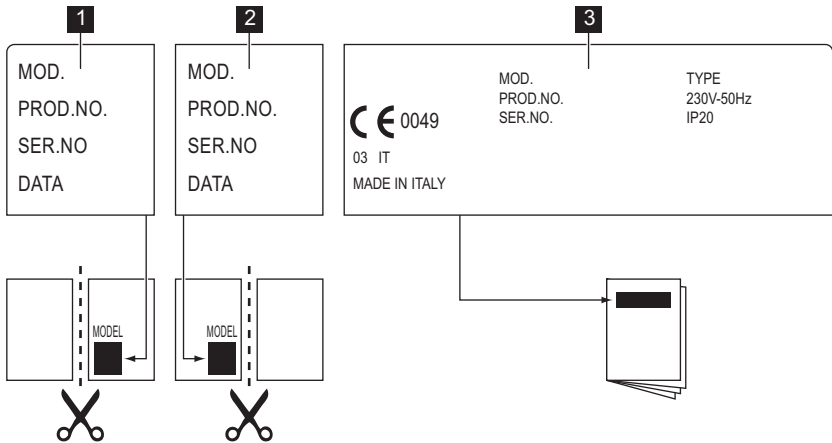 1
2
3
MOD.
PROD.NO.
SER.NO
DATA
MOD.
PROD.NO.
SER.NO
DATA
MOD.
PROD.NO.
SER.NO.
TYPE
230V-50Hz
IP20
CE 0049
03 IT
MADE IN ITALY
MODEL
MODEL